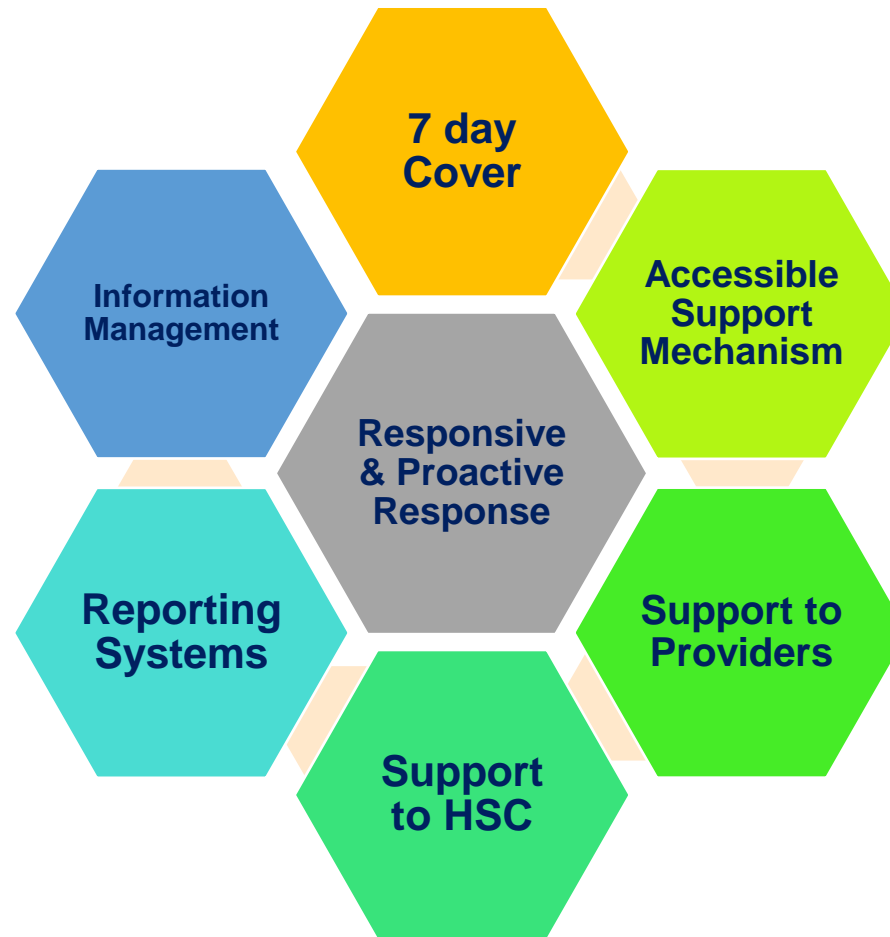 7 day
Cover
Accessible
Support
Mechanism
Information
Management
Responsive
& Proactive
Response
Reporting
Systems
Support to
Providers
Support
to HSC